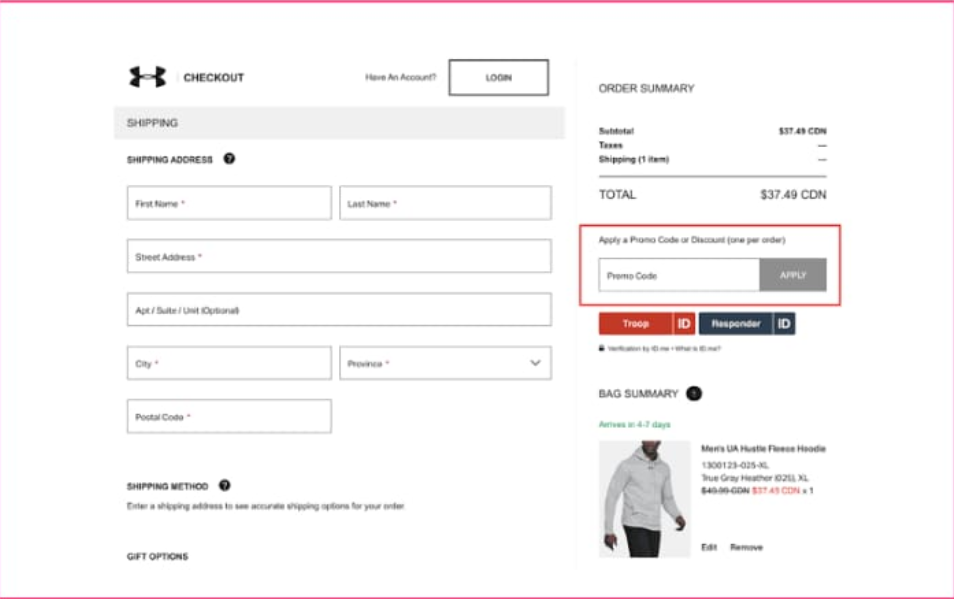 CHECKOUT
Have An Account?
LOGIN
SHIPPING
SHIPPING ADDRESS ?
First Name *
Last Name *
Street Address *
Apt / Suite / Unit (Optional)
City *
Province *
Postal Code *
SHIPPING METHOD ?
Enter a shipping address to see accurate shipping options for your order
GIFT OPTIONS
ORDER SUMMARY
Subtotal $37.49 CDN
Taxes —
Shipping (1 item) —
TOTAL $37.49 CDN
Apply a Promo Code or Discount (one per order)
Promo Code
APPLY
Troop ID
Responder ID
Verification by ID.me • What is ID.me?
BAG SUMMARY
Arrives in 4-7 days
Men's UA Hustle Fleece Hoodie
1300123-025-XL
True Gray Heather (025), XL
$49.99 CDN $37.49 CDN x 1
Edit Remove